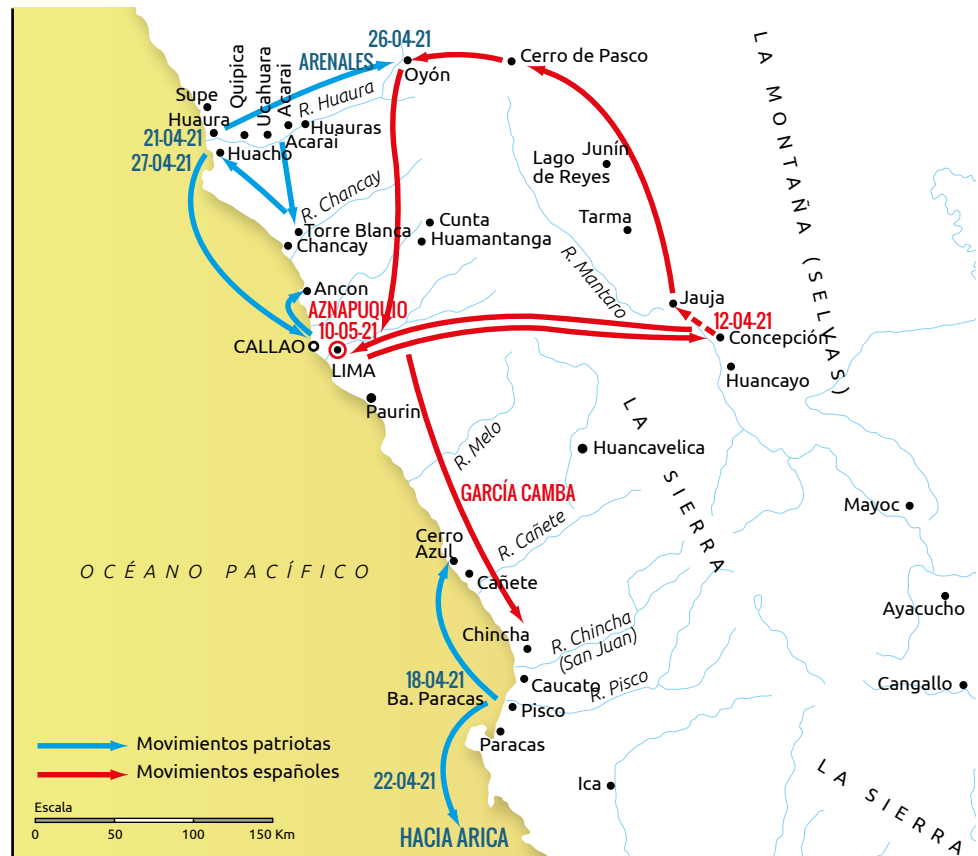 26-04-21
ARENALES
Oyón
Cerro de Pasco
LA MONTAÑA (SELVAS)
Supe
Quipica
Ucahuara
Acarai
R. Huaura
Huaura
Huauras
21-04-21
Acarai
27-04-21
Huacho
Junín
Lago
de Reyes
R. Chancay
Torre Blanca
Chancay
Cunta
Huamantanga
Tarma
R. Mantaro
Ancon
AZNAPUQUIO
10-05-21
Jauja
12-04-21
CALLAO
Concepción
LIMA
Huancayo
Paurin
LA SIERRA
R. Melo
Huancavelica
GARCÍA CAMBA
Mayoc
R. Cañete
Cerro
Azul
OCÉANO PACÍFICO
Cañete
Ayacucho
Chincha
R. Chincha
(San Juan)
18-04-21
Caucato
R. Pisco
Cangallo
Ba. Paracas
Pisco
Paracas
Movimientos patriotas
Movimientos españoles
22-04-21
Ica
LA SIERRA
Escala
0 50 100 150 Km
HACIA ARICA